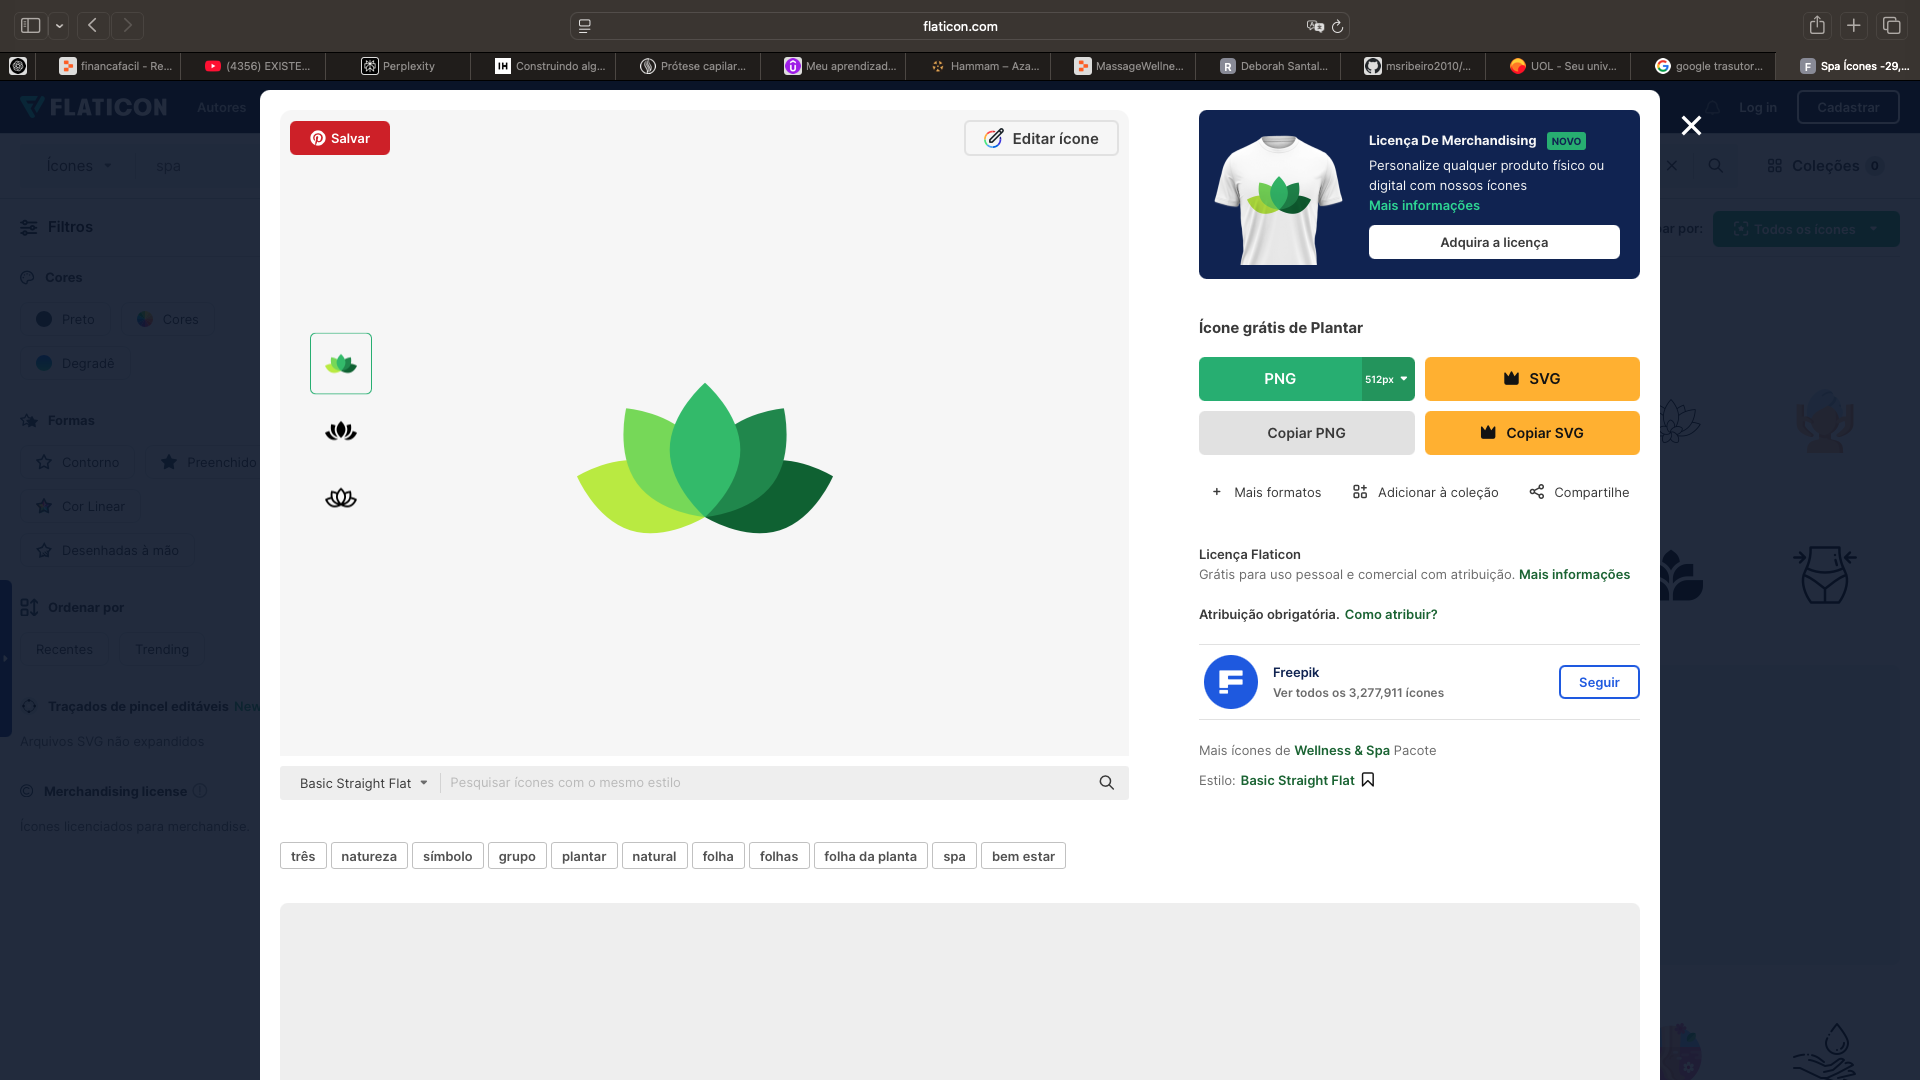 flaticon.com
financafacil - Re...
(4356) EXISTE...
Perplexity
IH
Construindo alg...
Prótese capilar...
Meu aprendizad...
Hammam – Aza...
MassageWellne...
R
Deborah Santal...
msribeiro2010/...
UOL - Seu univ...
google trasutor...
F
Spa Ícones -29,...
FLATICON
Autores
Log in
Cadastrar
Ícones
spa
Coleções 0
Filtros
ar por:
Todos os ícones
Cores
Preto
Cores
Degradê
Formas
Contorno
Preenchido
Cor Linear
Desenhadas à mão
Ordenar por
Recentes
Trending
Traçados de pincel editáveis New
Arquivos SVG não expandidos
Merchandising license
Ícones licenciados para merchandise.
Salvar
Editar ícone
Basic Straight Flat
Pesquisar ícones com o mesmo estilo
três
natureza
símbolo
grupo
plantar
natural
folha
folhas
folha da planta
spa
bem estar
Licença De Merchandising NOVO
Personalize qualquer produto físico ou
digital com nossos ícones
Mais informações
Adquira a licença
Ícone grátis de Plantar
PNG
512px
SVG
Copiar PNG
Copiar SVG
+ Mais formatos
Adicionar à coleção
Compartilhe
Licença Flaticon
Grátis para uso pessoal e comercial com atribuição. Mais informações
Atribuição obrigatória. Como atribuir?
Freepik
Ver todos os 3,277,911 ícones
Seguir
Mais ícones de Wellness & Spa Pacote
Estilo: Basic Straight Flat